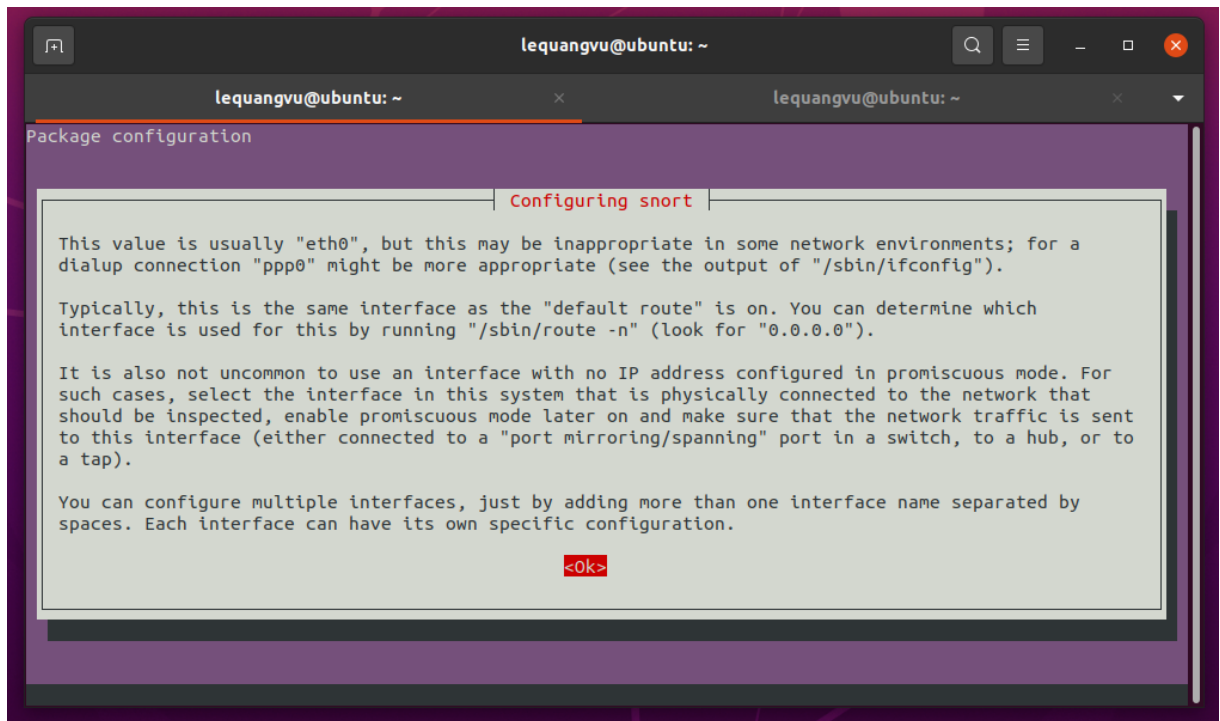 lequangvu@ubuntu: ~
lequangvu@ubuntu: ~
lequangvu@ubuntu: ~
Package configuration
Configuring snort
This value is usually "eth0", but this may be inappropriate in some network environments; for a
dialup connection "ppp0" might be more appropriate (see the output of "/sbin/ifconfig").
Typically, this is the same interface as the "default route" is on. You can determine which
interface is used for this by running "/sbin/route -n" (look for "0.0.0.0").
It is also not uncommon to use an interface with no IP address configured in promiscuous mode. For
such cases, select the interface in this system that is physically connected to the network that
should be inspected, enable promiscuous mode later on and make sure that the network traffic is sent
to this interface (either connected to a "port mirroring/spanning" port in a switch, to a hub, or to
a tap).
You can configure multiple interfaces, just by adding more than one interface name separated by
spaces. Each interface can have its own specific configuration.
<Ok>